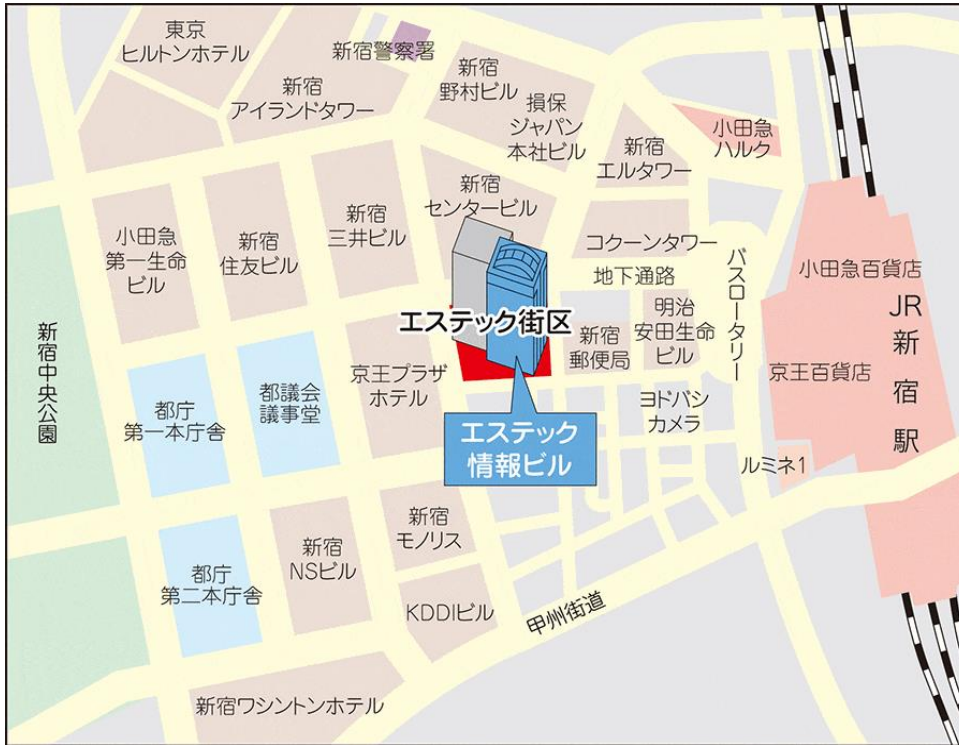 東京
ヒルトンホテル
新宿警察署
新宿
アイランドタワー
新宿
野村ビル
損保
ジャパン
本社ビル
新宿
エルタワー
小田急
ハルク
小田急
第一生命
ビル
新宿
住友ビル
新宿
三井ビル
新宿
センタービル
コクーンタワー
地下通路
バスロータリー
小田急百貨店
JR新宿駅
エステック街区
新宿
郵便局
明治
安田生命
ビル
京王百貨店
新宿中央公園
都庁
第一本庁舎
都議会
議事堂
京王プラザ
ホテル
エステック
情報ビル
ヨドバシ
カメラ
ルミネ1
都庁
第二本庁舎
新宿
NSビル
新宿
モノリス
KDDIビル
甲州街道
新宿ワシントンホテル